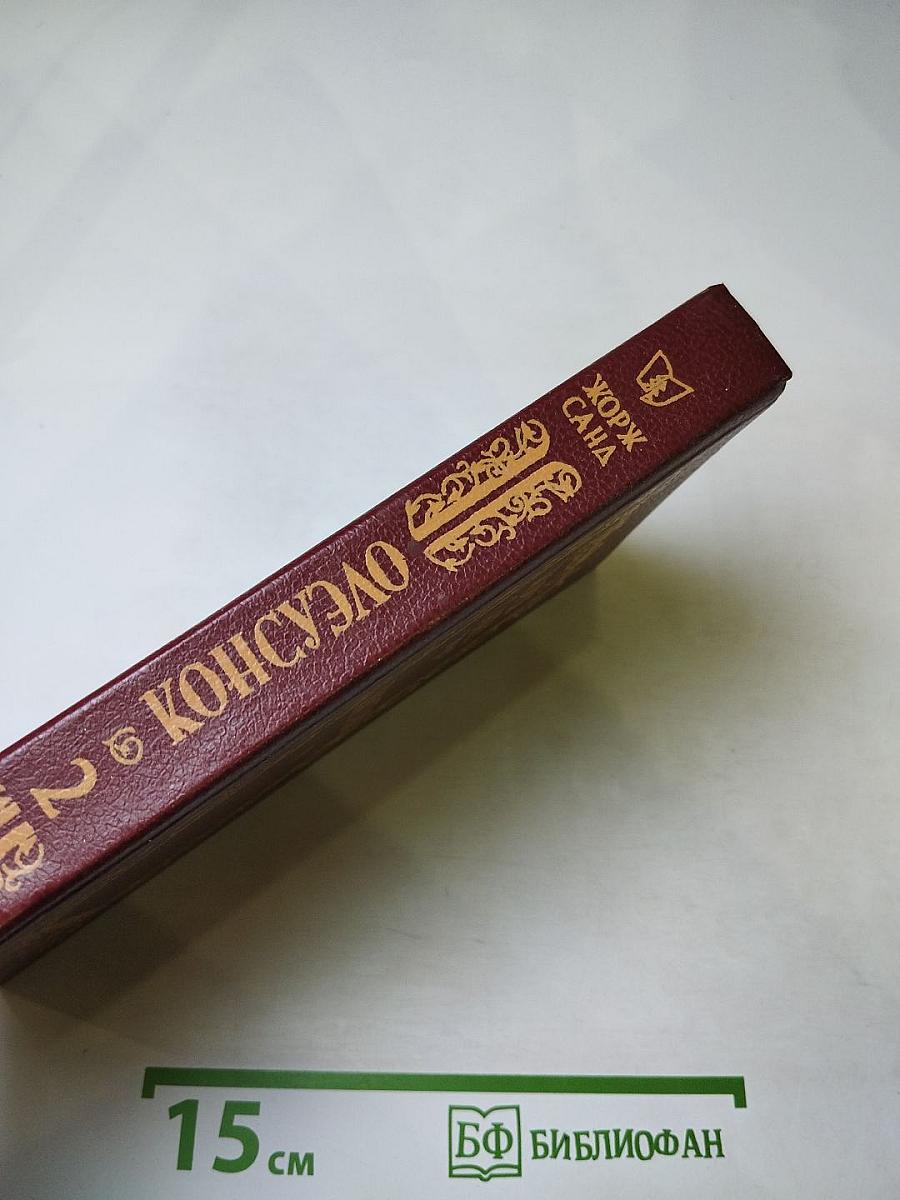 ЖОРЖ
САНД
КОНСУЭЛО
2
15 см
БФ БИБЛИОФАН